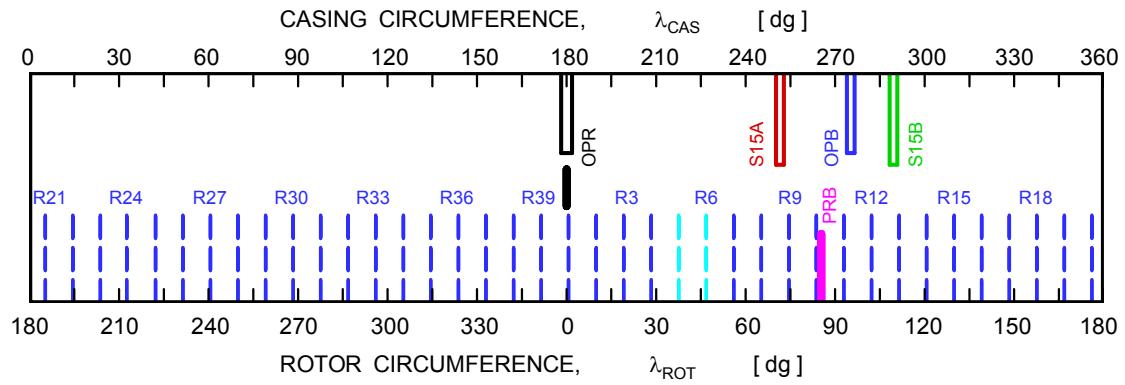 CASING CIRCUMFERENCE, λCAS [ dg ]
0 30 60 90 120 150 180 210 240 270 300 330 360
OPR S15A OPB S15B
R21 R24 R27 R30 R33 R36 R39 R3 R6 R9 PRB R12 R15 R18
180 210 240 270 300 330 0 30 60 90 120 150 180
ROTOR CIRCUMFERENCE, λROT [ dg ]